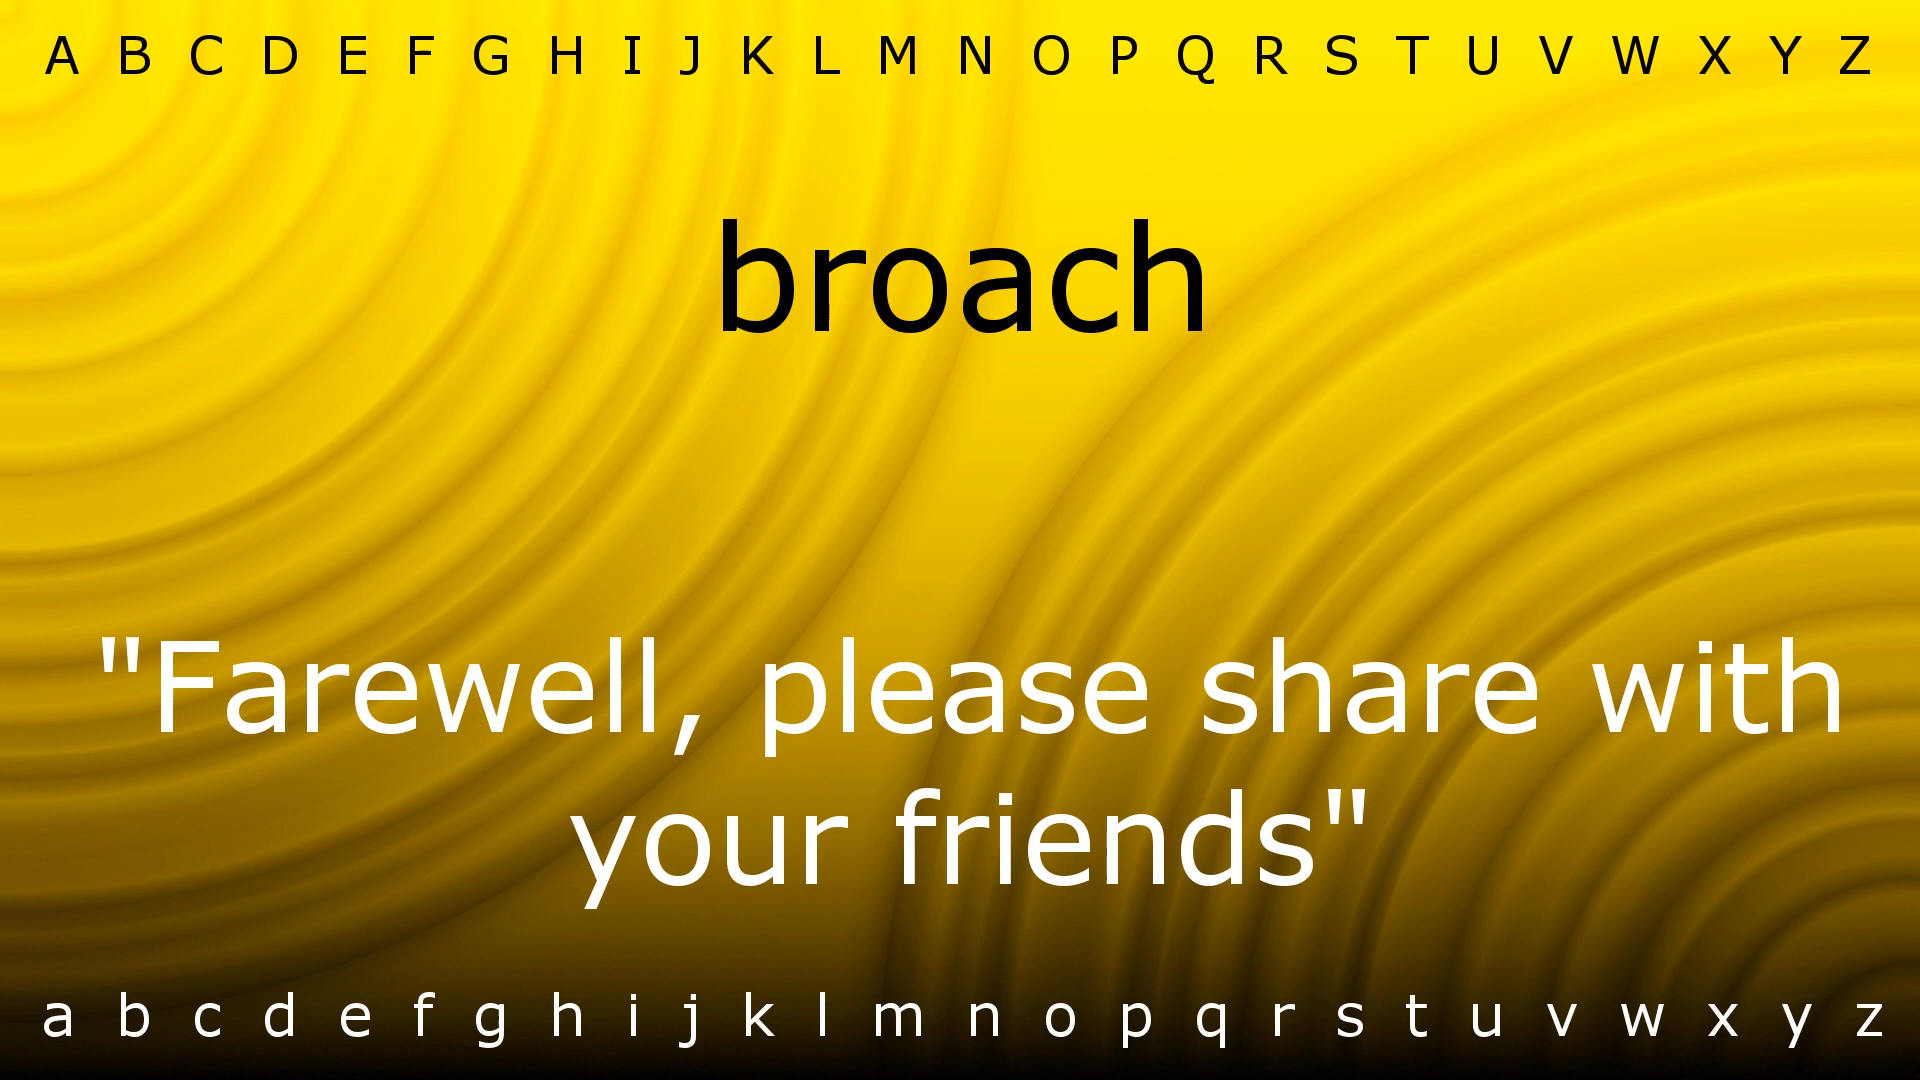 A B C D E F G H I J K L M N O P Q R S T U V W X Y Z
broach
"Farewell, please share with
your friends"
a b c d e f g h i j k l m n o p q r s t u v w x y z